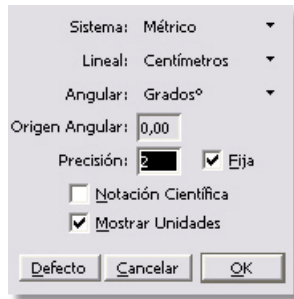 Sistema: Métrico
Lineal: Centímetros
Angular: Gradosº
Origen Angular: 0,00
Precisión: 2 Fija
Notación Científica
Mostrar Unidades
Defecto Cancelar OK